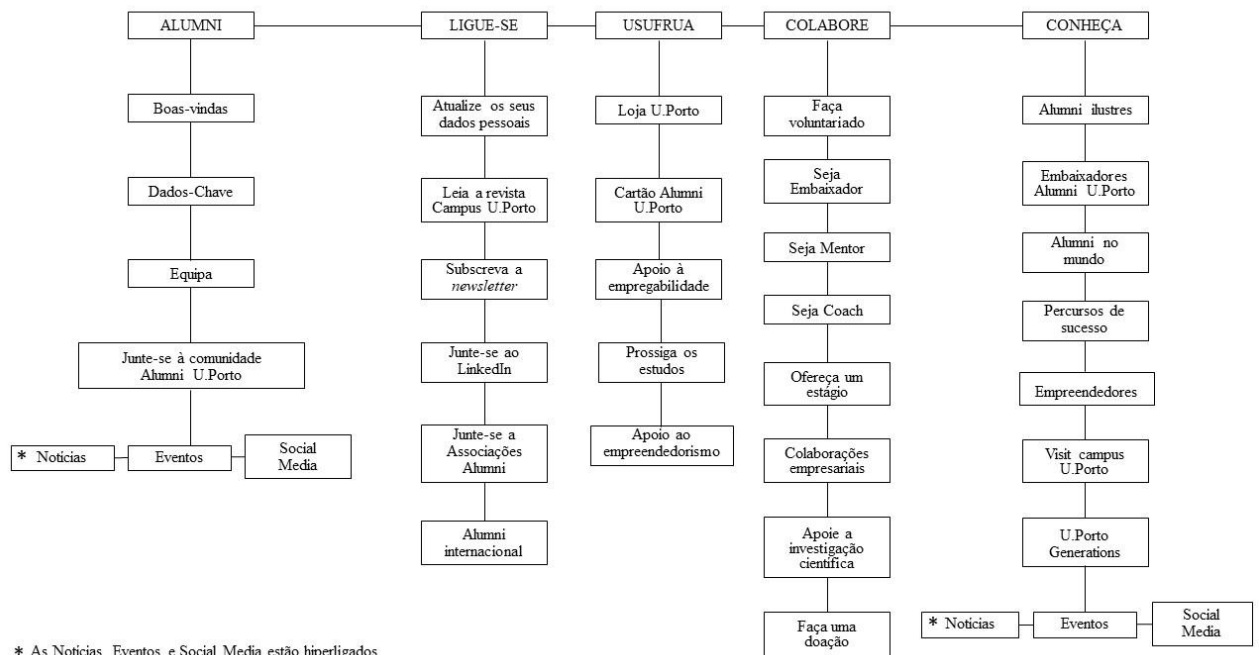 ALUMNI
LIGUE-SE
USUFRUA
COLABORE
CONHEÇA
Boas-vindas
Dados-Chave
Equipa
Junte-se à comunidade
Alumni U.Porto
* Notícias
Eventos
Social
Media
Atualize os seus
dados pessoais
Leia a revista
Campus U.Porto
Subscreva a
newsletter
Junte-se ao
LinkedIn
Junte-se a
Associações
Alumni
Alumni
internacional
Loja U.Porto
Cartão Alumni
U.Porto
Apoio à
empregabilidade
Prossiga os
estudos
Apoio ao
empreendedorismo
Faça
voluntariado
Seja
Embaixador
Seja Mentor
Seja Coach
Ofereça um
estágio
Colaborações
empresariais
Apoie a
investigação
científica
Faça uma
doação
Alumni ilustres
Embaixadores
Alumni U.Porto
Alumni no
mundo
Percursos de
sucesso
Empreendedores
Visit campus
U.Porto
U.Porto
Generations
* Notícias
Eventos
Social
Media
* As Notícias, Eventos e Social Media estão hiperligados